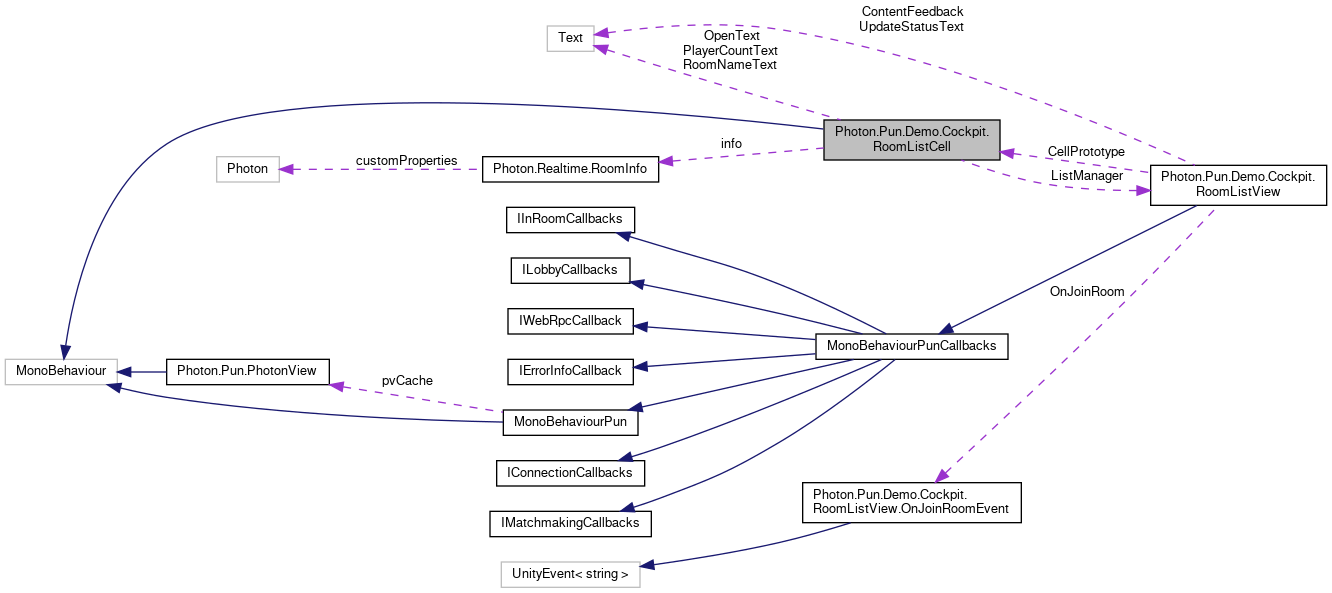 ContentFeedback
UpdateStatusText
Text
OpenText
PlayerCountText
RoomNameText
Photon.Pun.Demo.Cockpit.
RoomListCell
info
customProperties
Photon
Photon.Realtime.RoomInfo
CellPrototype
ListManager
Photon.Pun.Demo.Cockpit.
RoomListView
IInRoomCallbacks
ILobbyCallbacks
OnJoinRoom
IWebRpcCallback
MonoBehaviourPunCallbacks
MonoBehaviour
Photon.Pun.PhotonView
IErrorInfoCallback
pvCache
MonoBehaviourPun
IConnectionCallbacks
Photon.Pun.Demo.Cockpit.
RoomListView.OnJoinRoomEvent
IMatchmakingCallbacks
UnityEvent< string >